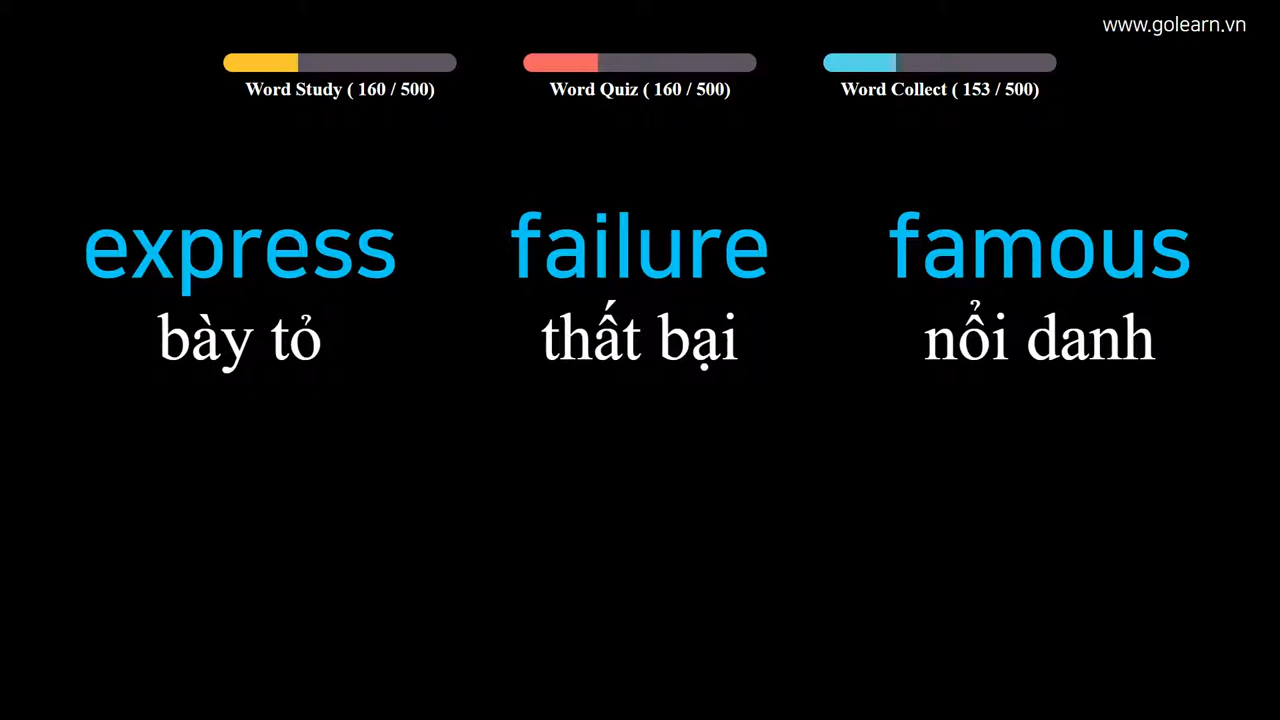 www.golearn.vn
Word Study ( 160 / 500)
Word Quiz ( 160 / 500)
Word Collect ( 153 / 500)
express
failure
famous
bày tỏ
thất bại
nổi danh